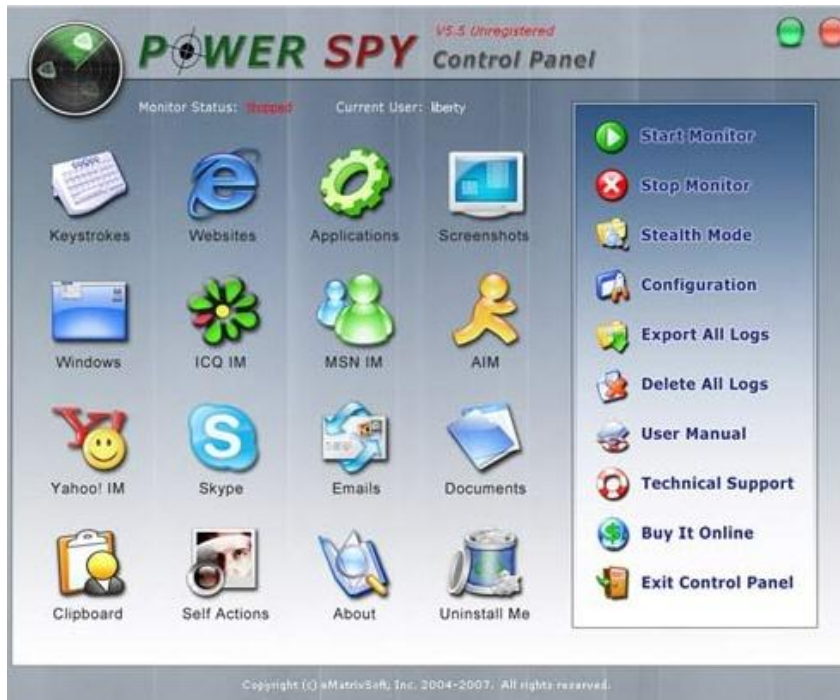 POWER SPY
V5.5 Unregistered
Control Panel
Monitor Status: Stopped
Current User: liberty
Keystrokes
Websites
Applications
Screenshots
Windows
ICQ IM
MSN IM
AIM
Yahoo! IM
Skype
Emails
Documents
Clipboard
Self Actions
About
Uninstall Me
Start Monitor
Stop Monitor
Stealth Mode
Configuration
Export All Logs
Delete All Logs
User Manual
Technical Support
Buy It Online
Exit Control Panel
Copyright (c) eMatrixSoft, Inc. 2004-2007. All rights reserved.